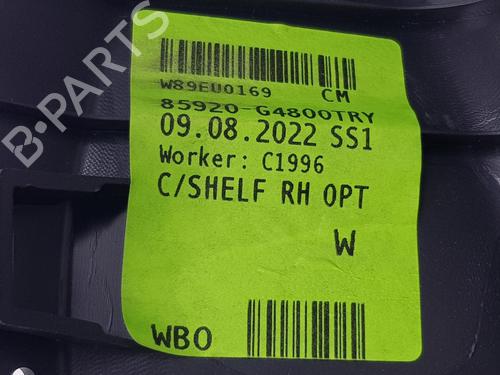 B-PARTS
W89EU0169 CM
85920-G4800TRY
09.08.2022 SS1
Worker: C1996
C/SHELF RH OPT
W
WBO